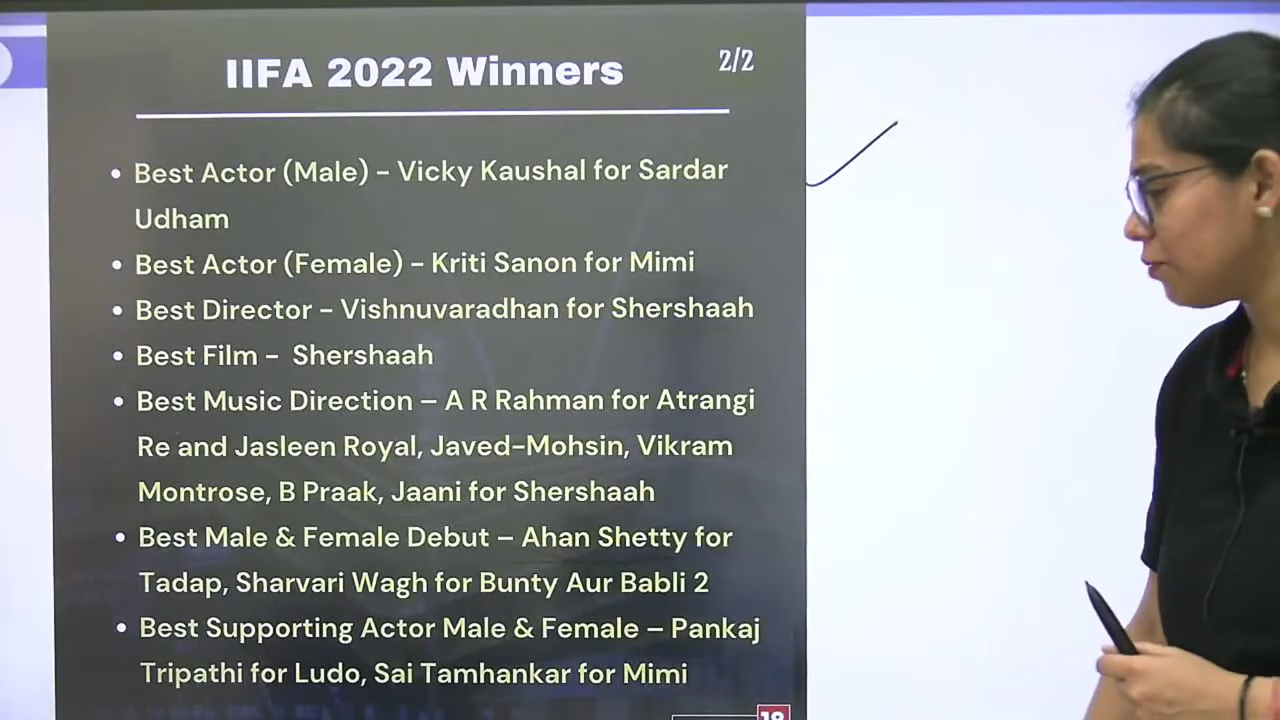 IIFA 2022 Winners
2/2
• Best Actor (Male) - Vicky Kaushal for Sardar
Udham
• Best Actor (Female) - Kriti Sanon for Mimi
• Best Director - Vishnuvaradhan for Shershaah
• Best Film - Shershaah
• Best Music Direction – A R Rahman for Atrangi
Re and Jasleen Royal, Javed-Mohsin, Vikram
Montrose, B Praak, Jaani for Shershaah
• Best Male & Female Debut – Ahan Shetty for
Tadap, Sharvari Wagh for Bunty Aur Babli 2
• Best Supporting Actor Male & Female – Pankaj
Tripathi for Ludo, Sai Tamhankar for Mimi
18